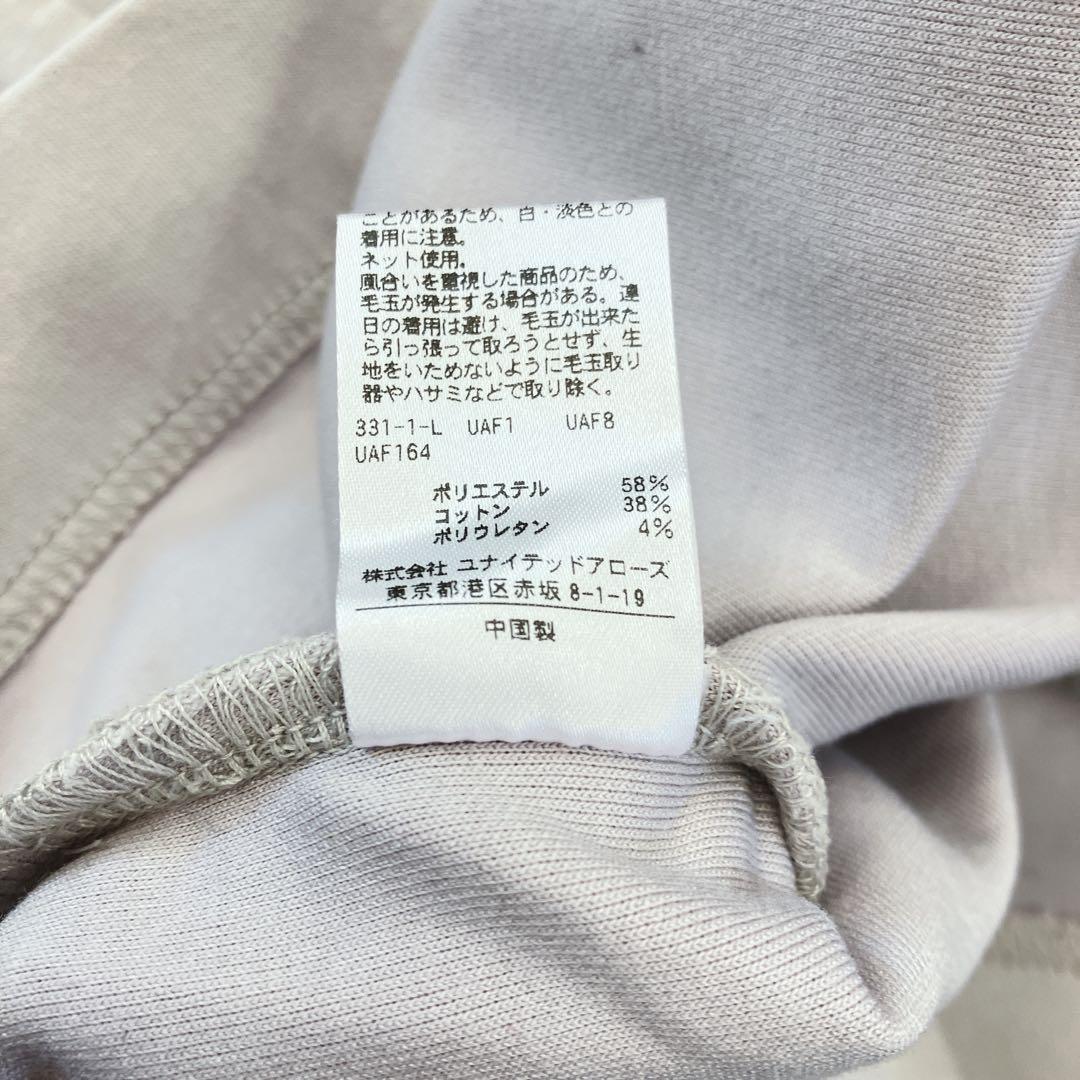 ことがあるため、白・淡色との
着用に注意。
ネット使用。
風合いを重視した商品のため、
毛玉が発生する場合がある。連
日の着用は避け、毛玉が出来た
ら引っ張って取ろうとせず、生
地をいためないように毛玉取り
器やハサミなどで取り除く。
331-1-L UAF1 UAF8
UAF164
ポリエステル 58%
コットン 38%
ポリウレタン 4%
株式会社 ユナイテッドアローズ
東京都港区赤坂 8-1-19
中国製